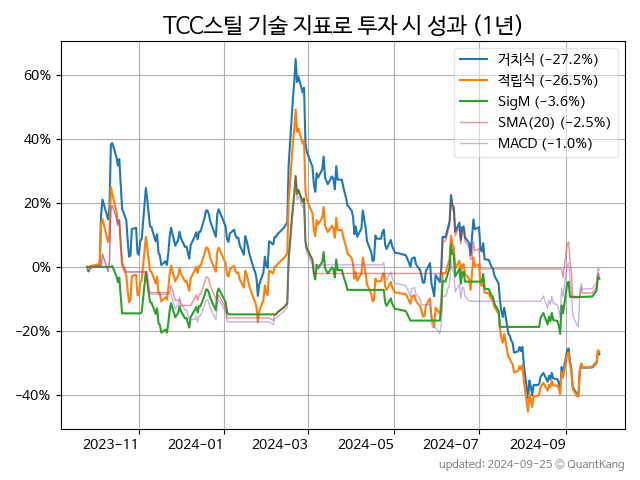 TCC스틸 기술 지표로 투자 시 성과 (1년)
거치식 (−27.2%)
적립식 (−26.5%)
SigM (−3.6%)
SMA(20) (−2.5%)
MACD (−1.0%)
60%
40%
20%
0%
−20%
−40%
2023−11 2024−01 2024−03 2024−05 2024−07 2024−09
updated: 2024−09−25 © QuantKang